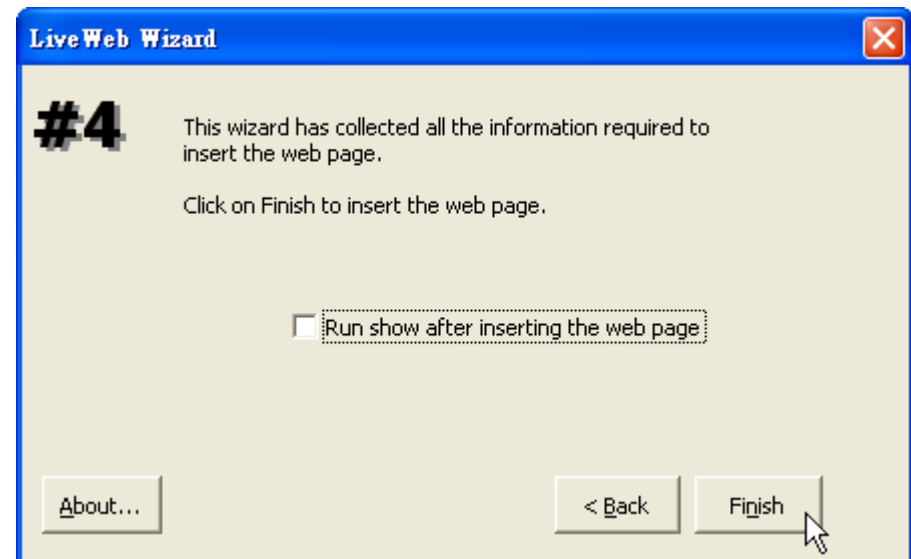 LiveWeb Wizard
#4
This wizard has collected all the information required to
insert the web page.
Click on Finish to insert the web page.
Run show after inserting the web page
About...
< Back
Finish